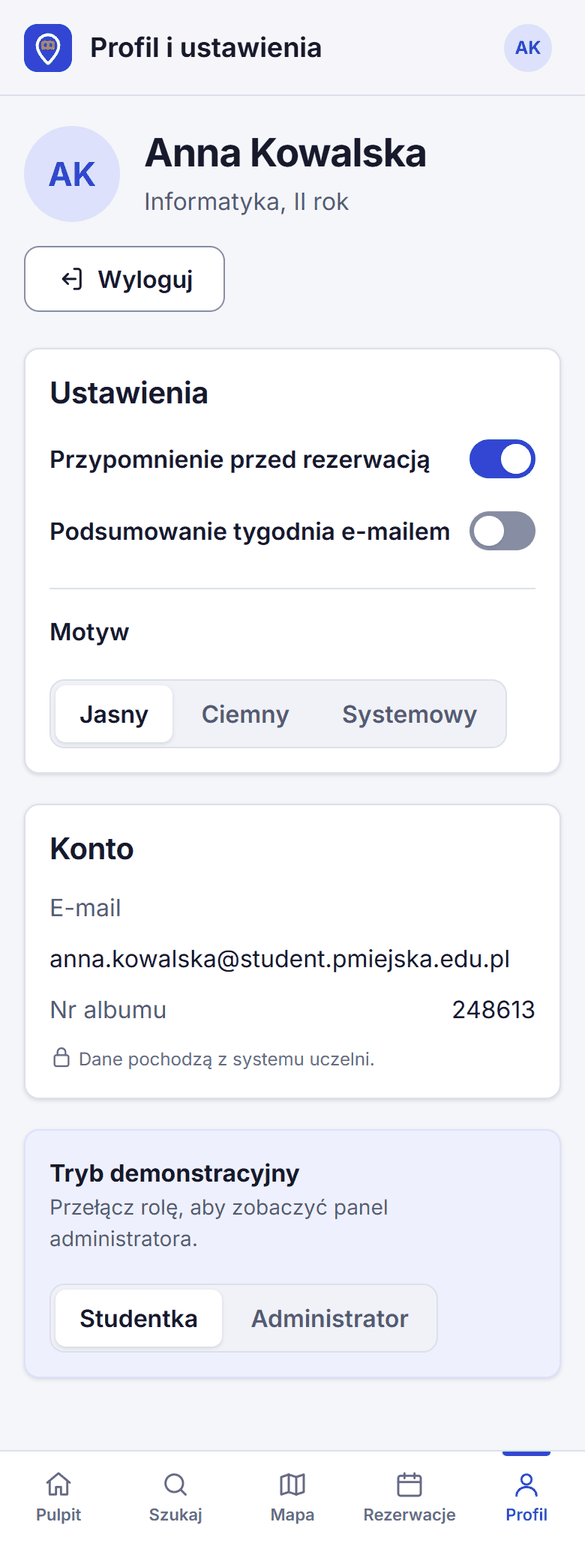 Profil i ustawienia
AK
AK
Anna Kowalska
Informatyka, II rok
Wyloguj
Ustawienia
Przypomnienie przed rezerwacją
Podsumowanie tygodnia e-mailem
Motyw
Jasny Ciemny Systemowy
Konto
E-mail
anna.kowalska@student.pmiejska.edu.pl
Nr albumu 248613
Dane pochodzą z systemu uczelni.
Tryb demonstracyjny
Przełącz rolę, aby zobaczyć panel
administratora.
Studentka Administrator
Pulpit Szukaj Mapa Rezerwacje Profil